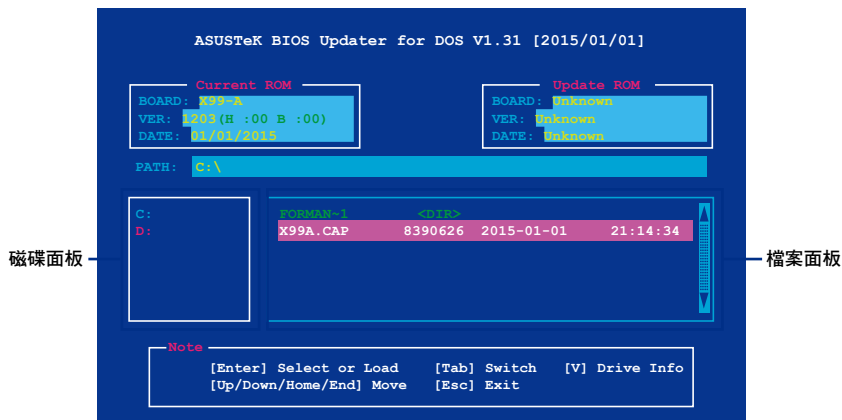 ASUSTeK BIOS Updater for DOS V1.31 [2015/01/01]
Current ROM
BOARD: X99-A
VER: 1203(H :00 B :00)
DATE: 01/01/2015
Update ROM
BOARD: Unknown
VER: Unknown
DATE: Unknown
PATH: C:\
C:
D:
FORMAN~1 <DIR>
X99A.CAP 8390626 2015-01-01 21:14:34
磁碟面板
檔案面板
Note
[Enter] Select or Load [Tab] Switch [V] Drive Info
[Up/Down/Home/End] Move [Esc] Exit